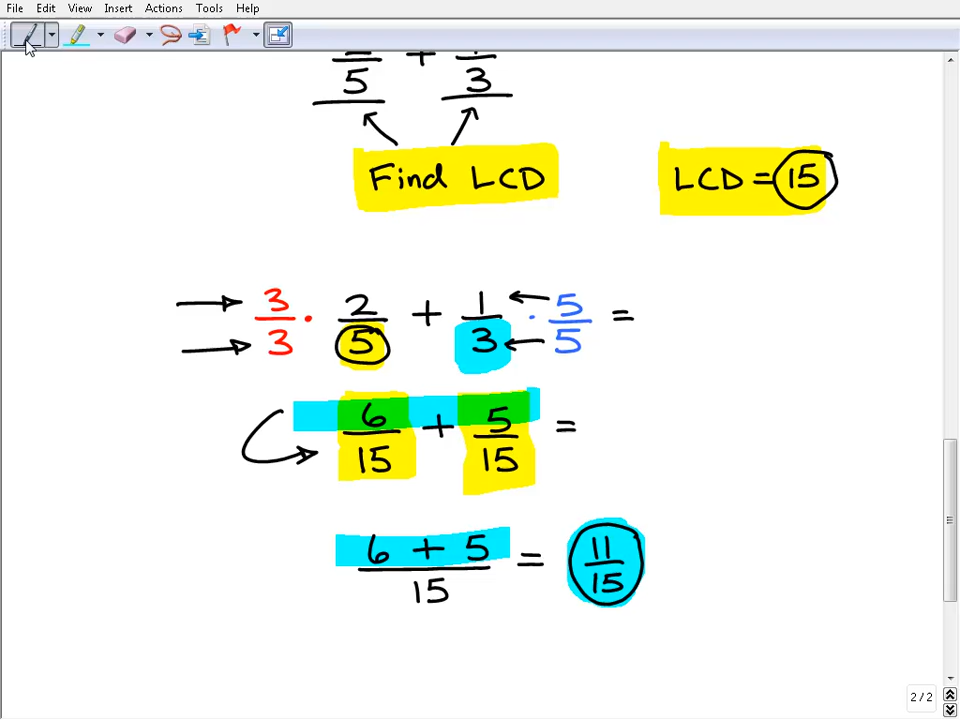 File Edit View Insert Actions Tools Help
5 + 3
Find LCD LCD = 15
3/3 · 2/5 + 1/3 · 5/5 =
6/15 + 5/15 =
6 + 5/15 = 11/15
2 / 2